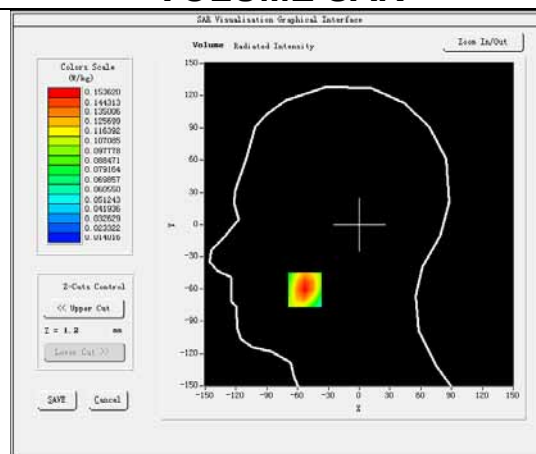 VOLUME SAR
SAR Visualisation Graphical Interface
Volume Radiated Intensity
Zoom In/Out
Colors Scale
(W/kg)
0.153620
0.144313
0.135006
0.125699
0.116392
0.107085
0.097778
0.088471
0.079164
0.069857
0.060550
0.051243
0.041936
0.032629
0.023322
0.014016
Z-Cuts Control
<< Upper Cut
Z = 1.2 mm
Lower Cut >>
SAVE
Cancel
150
120
90
60
30
0
-30
-60
-90
-120
-150
Y
-150 -120 -90 -60 -30 0 30 60 90 120 150
X